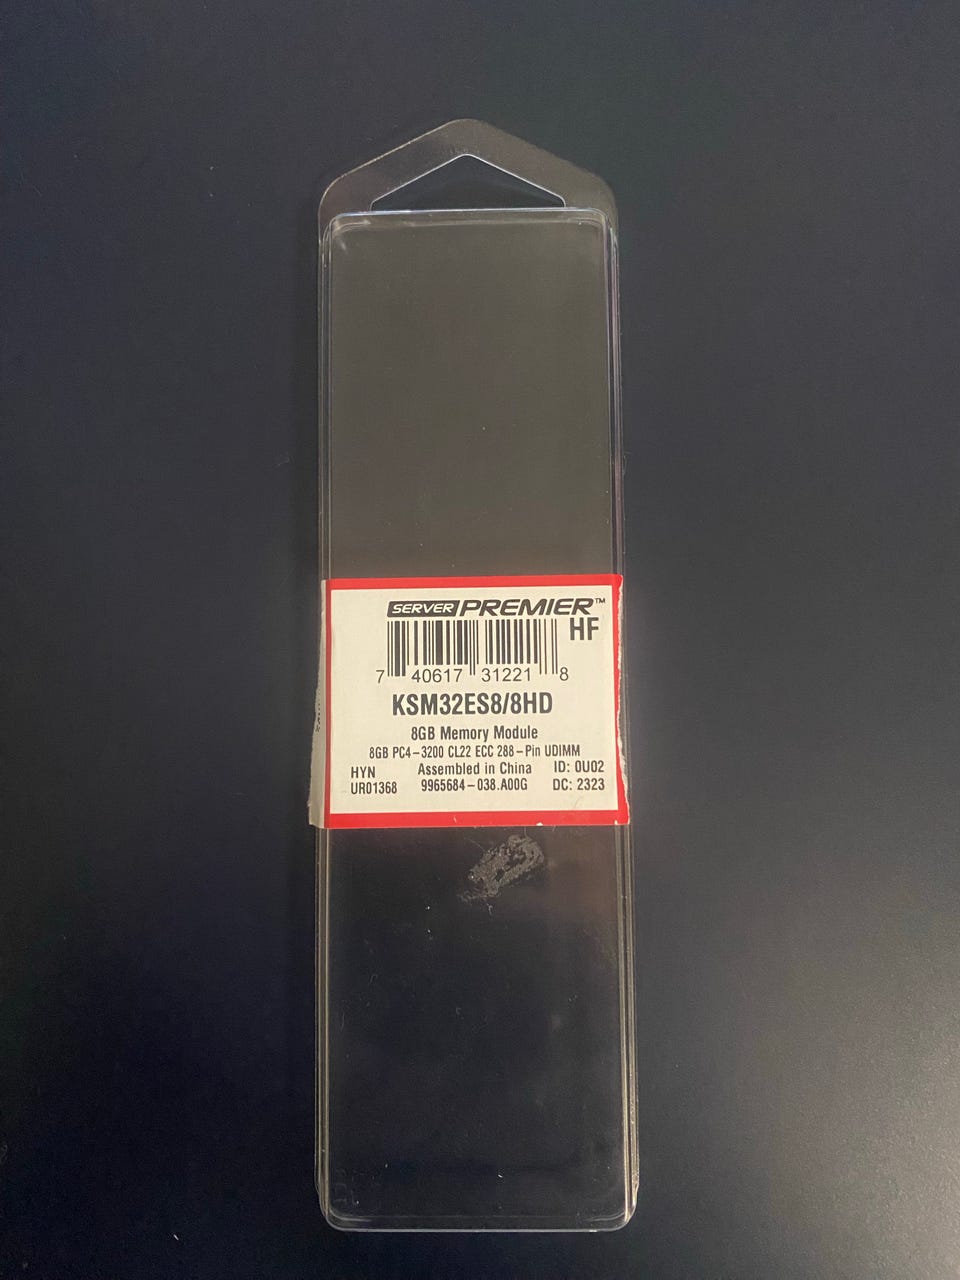 SERVER PREMIER™
HF
7 40617 31221 8
KSM32ES8/8HD
8GB Memory Module
8GB PC4-3200 CL22 ECC 288-Pin UDIMM
HYN Assembled in China ID: 0U02
UR01368 9965684-038.A00G DC: 2323